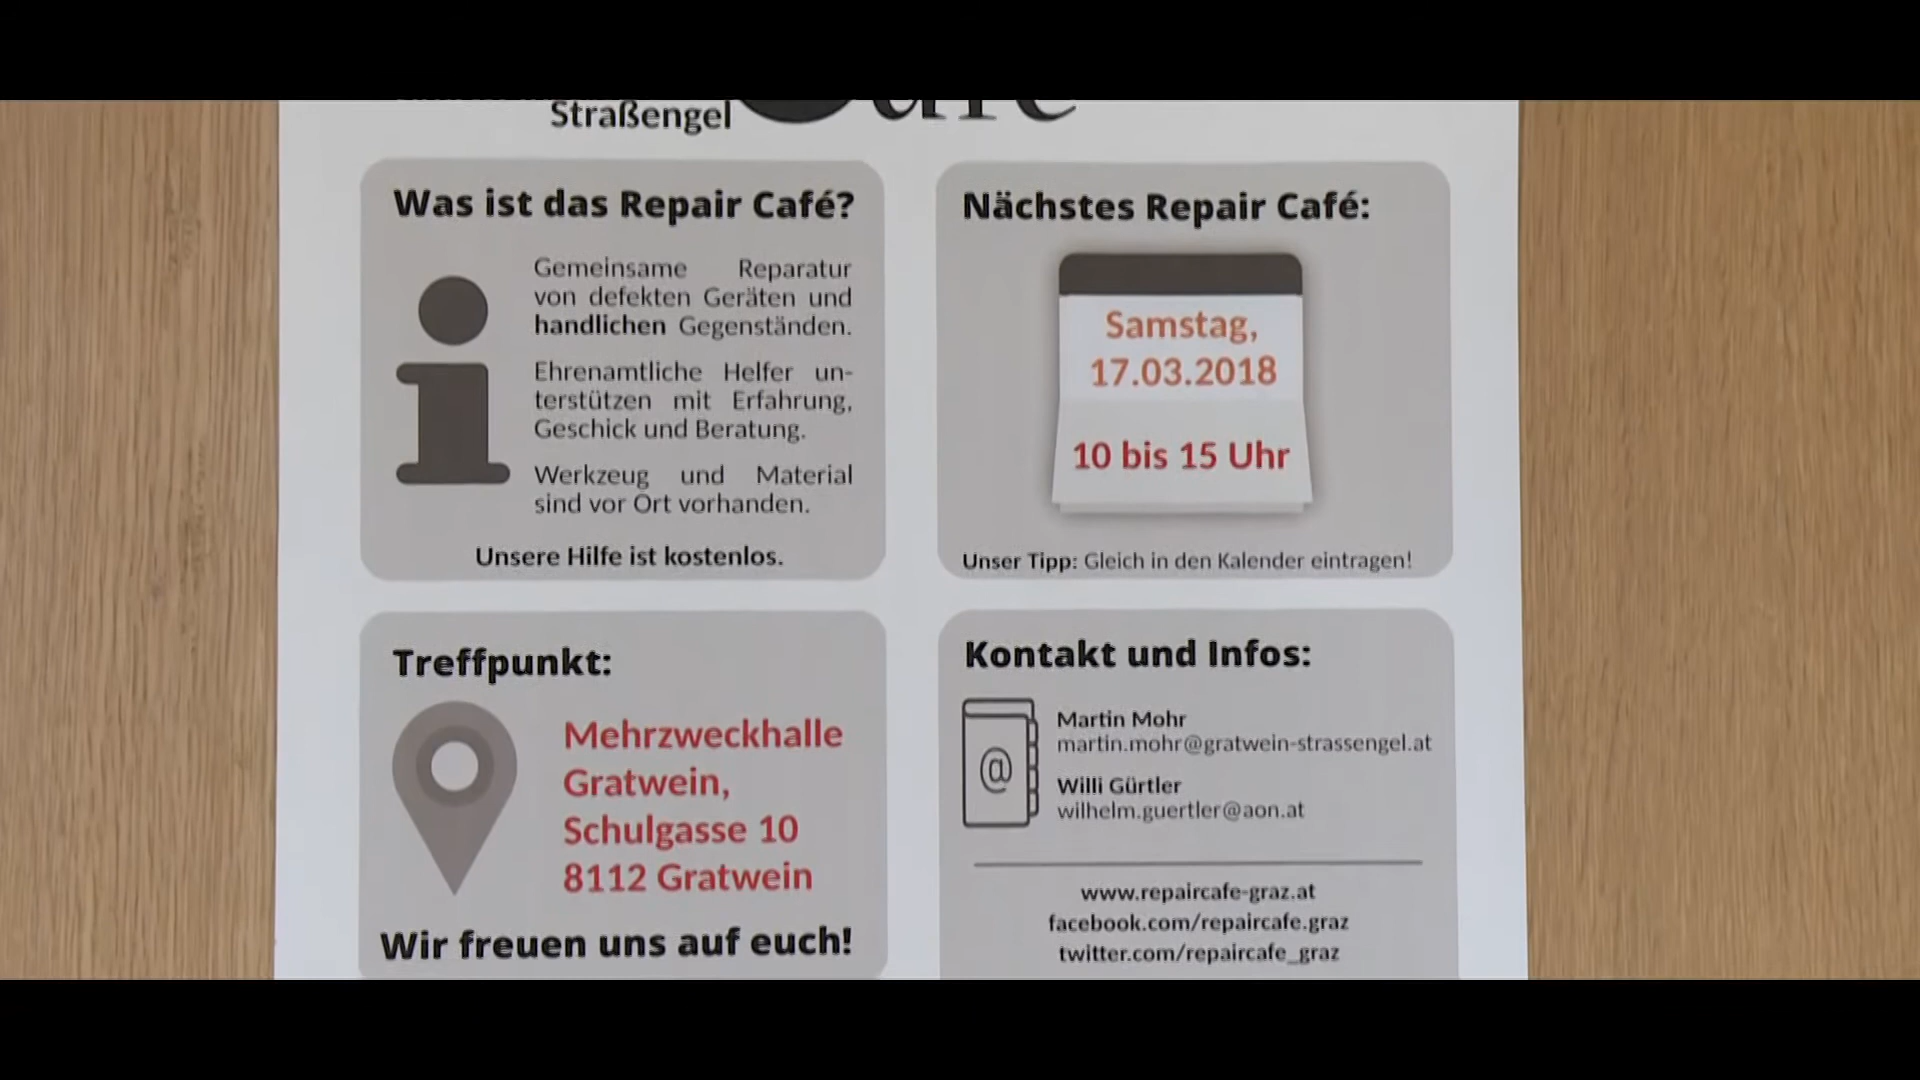 Straßengel
Was ist das Repair Café?
Gemeinsame Reparatur
von defekten Geräten und
handlichen Gegenständen.
Ehrenamtliche Helfer un-
terstützen mit Erfahrung,
Geschick und Beratung.
Werkzeug und Material
sind vor Ort vorhanden.
Unsere Hilfe ist kostenlos.
Nächstes Repair Café:
Samstag,
17.03.2018
10 bis 15 Uhr
Unser Tipp: Gleich in den Kalender eintragen!
Treffpunkt:
Mehrzweckhalle
Gratwein,
Schulgasse 10
8112 Gratwein
Wir freuen uns auf euch!
Kontakt und Infos:
@
Martin Mohr
martin.mohr@gratwein-strassengel.at
Willi Gürtler
wilhelm.guertler@aon.at
www.repaircafe-graz.at
facebook.com/repaircafe.graz
twitter.com/repaircafe_graz